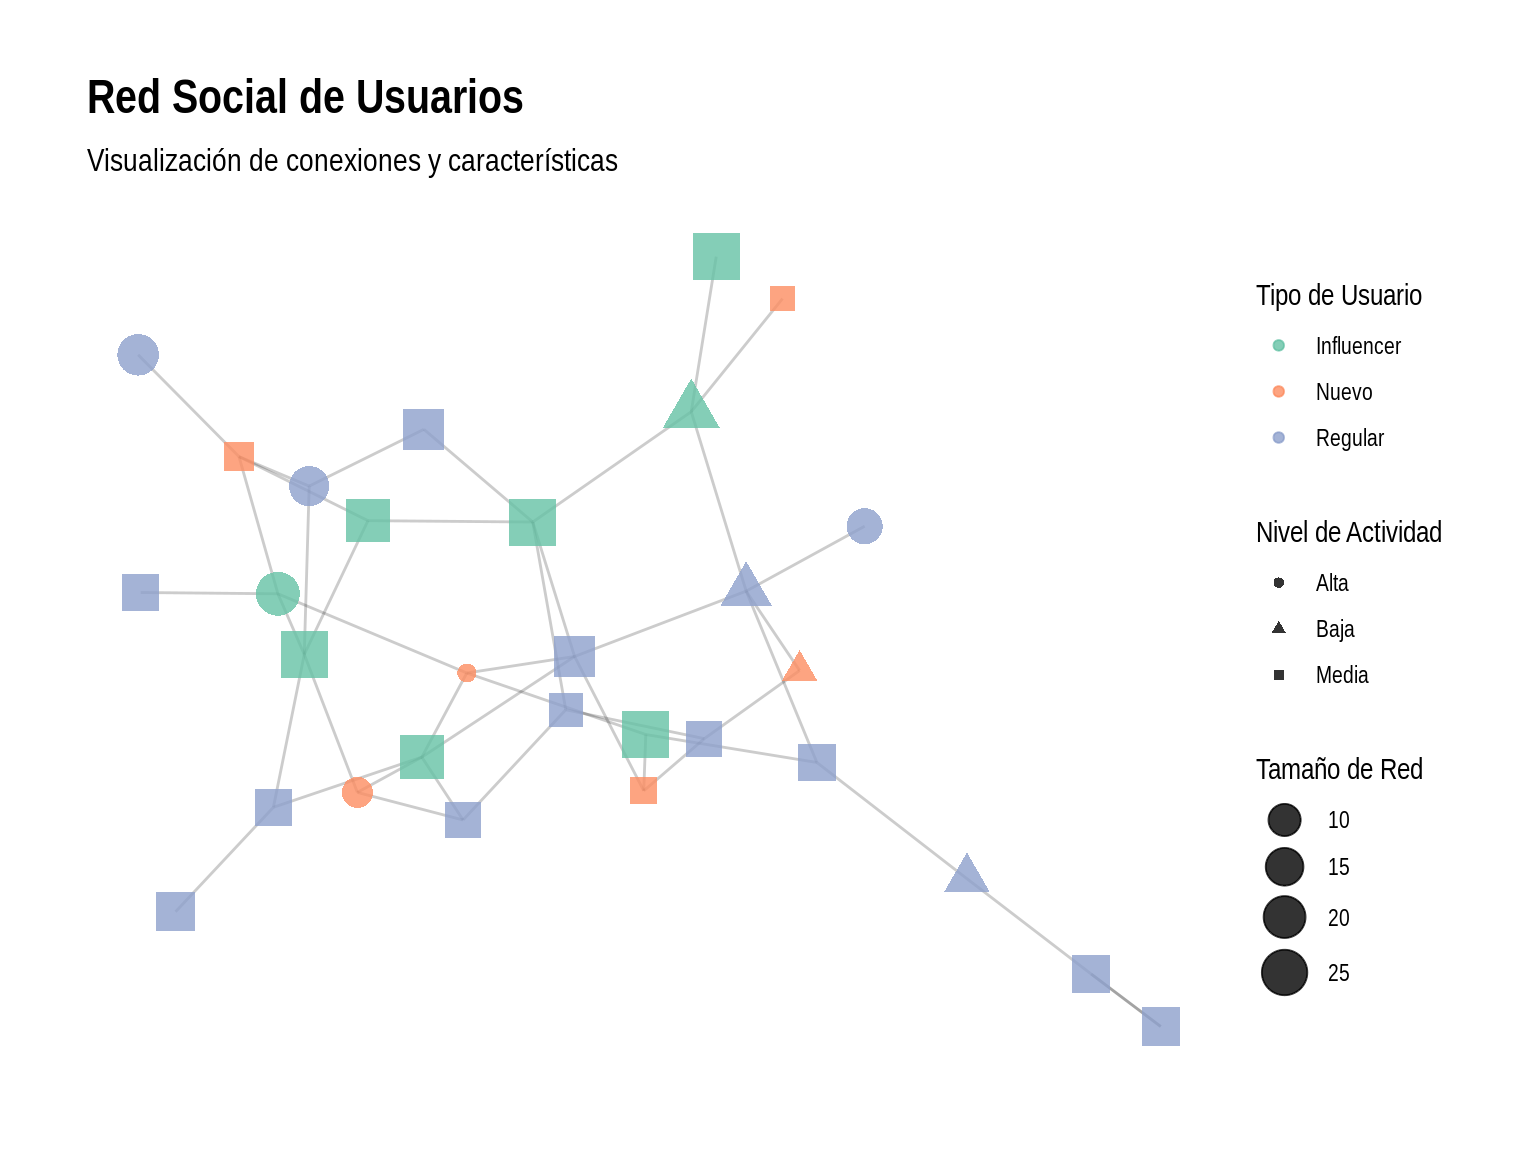 Red Social de Usuarios
Visualización de conexiones y características
Tipo de Usuario
Influencer
Nuevo
Regular
Nivel de Actividad
Alta
Baja
Media
Tamaño de Red
10
15
20
25